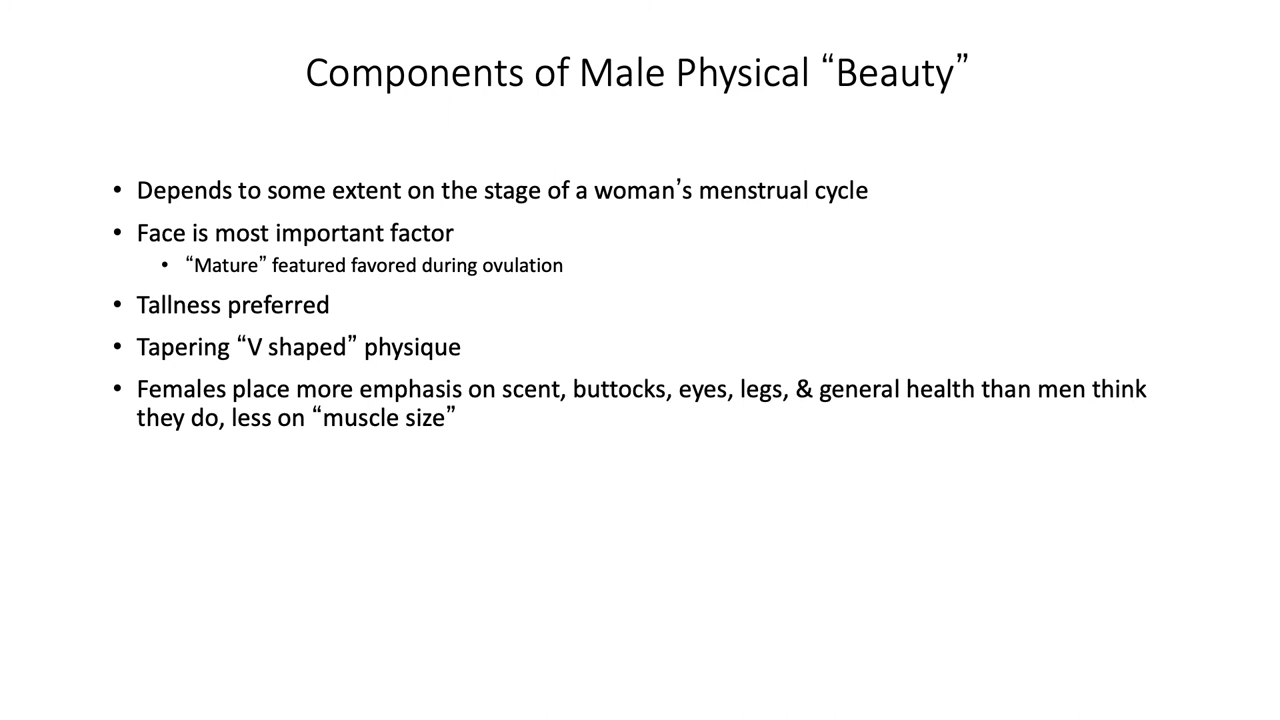 Components of Male Physical “Beauty”
• Depends to some extent on the stage of a woman’s menstrual cycle
• Face is most important factor
• “Mature” featured favored during ovulation
• Tallness preferred
• Tapering “V shaped” physique
• Females place more emphasis on scent, buttocks, eyes, legs, & general health than men think
they do, less on “muscle size”